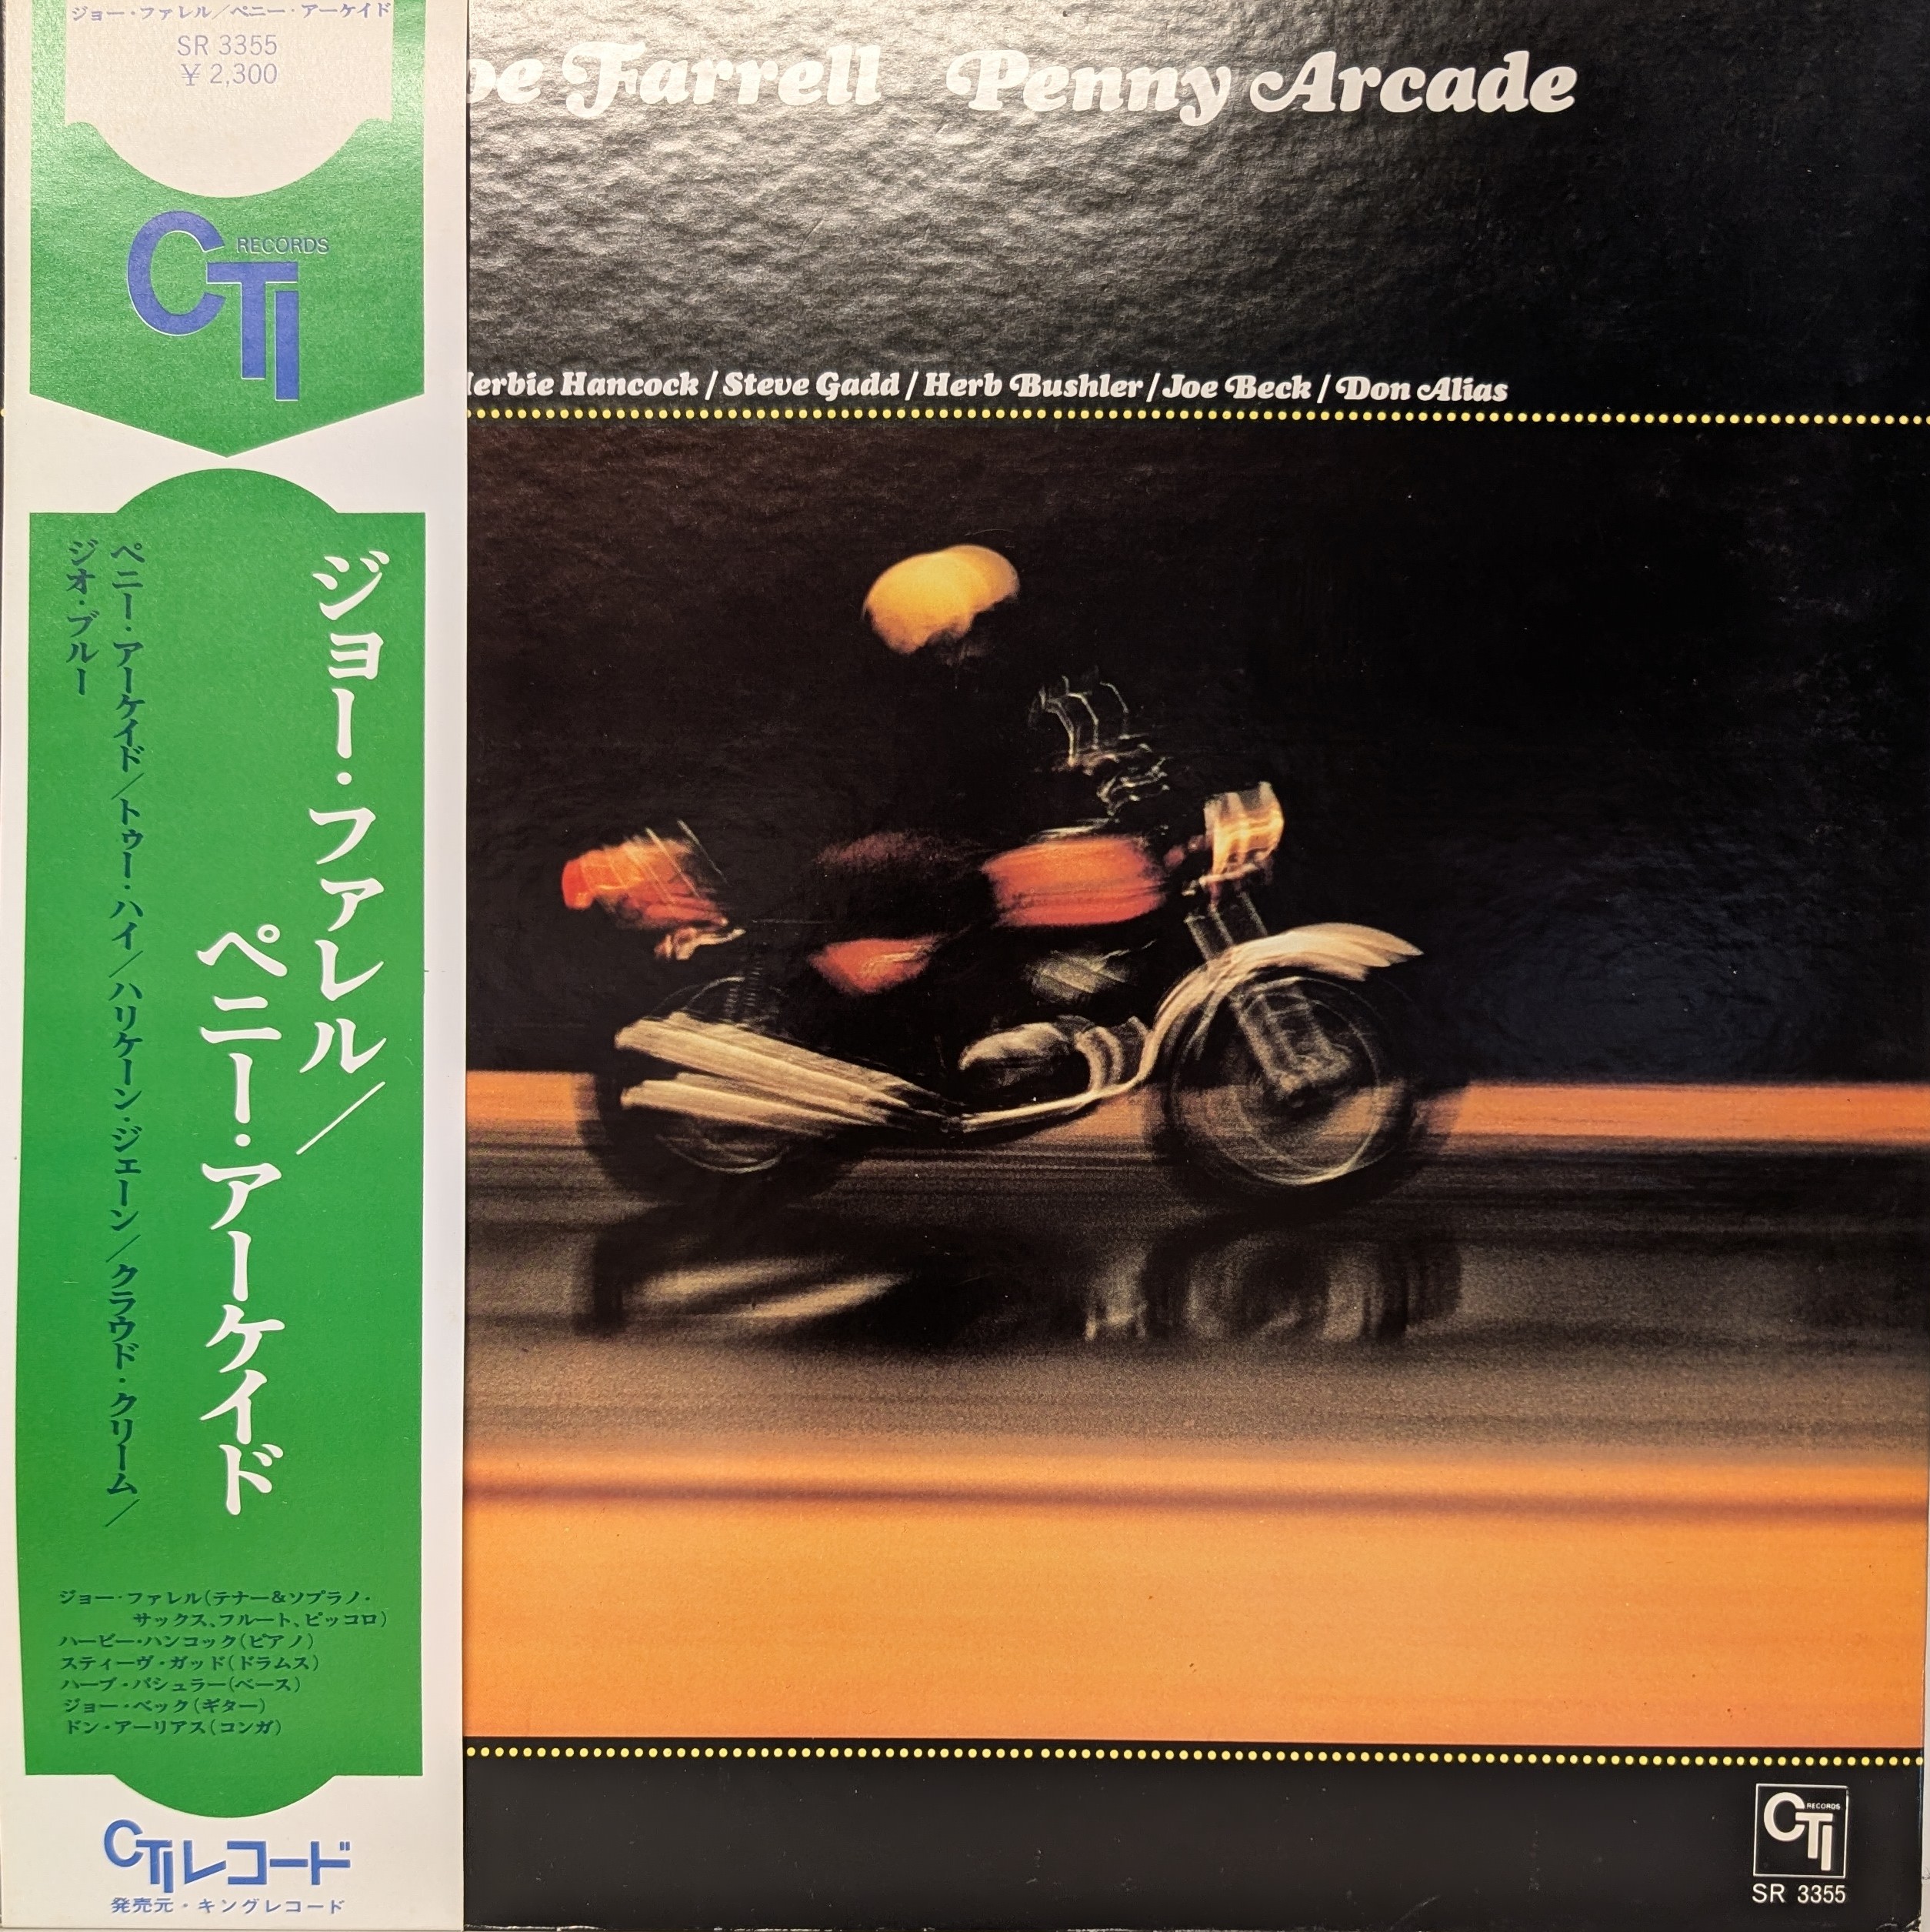 ジョー・ファレル／ペニー・アーケイド
SR 3355
¥ 2,300
CTI RECORDS
ジョー・ファレル／
ペニー・アーケイド
ペニー・アーケイド／トゥー・ハイ／ハリケーン・ジェーン／クラウド・クリーム／
ジオ・ブルー
ジョー・ファレル(テナー&ソプラノ・
サックス、フルート、ピッコロ)
ハービー・ハンコック(ピアノ)
スティーヴ・ガッド(ドラムス)
ハーブ・バシュラー(ベース)
ジョー・ベック(ギター)
ドン・アーリアス(コンガ)
CTIレコード
発売元・キングレコード
oe Farrell Penny Arcade
erbie Hancock / Steve Gadd / Herb Bushler / Joe Beck / Don Alias
CTI RECORDS
SR 3355